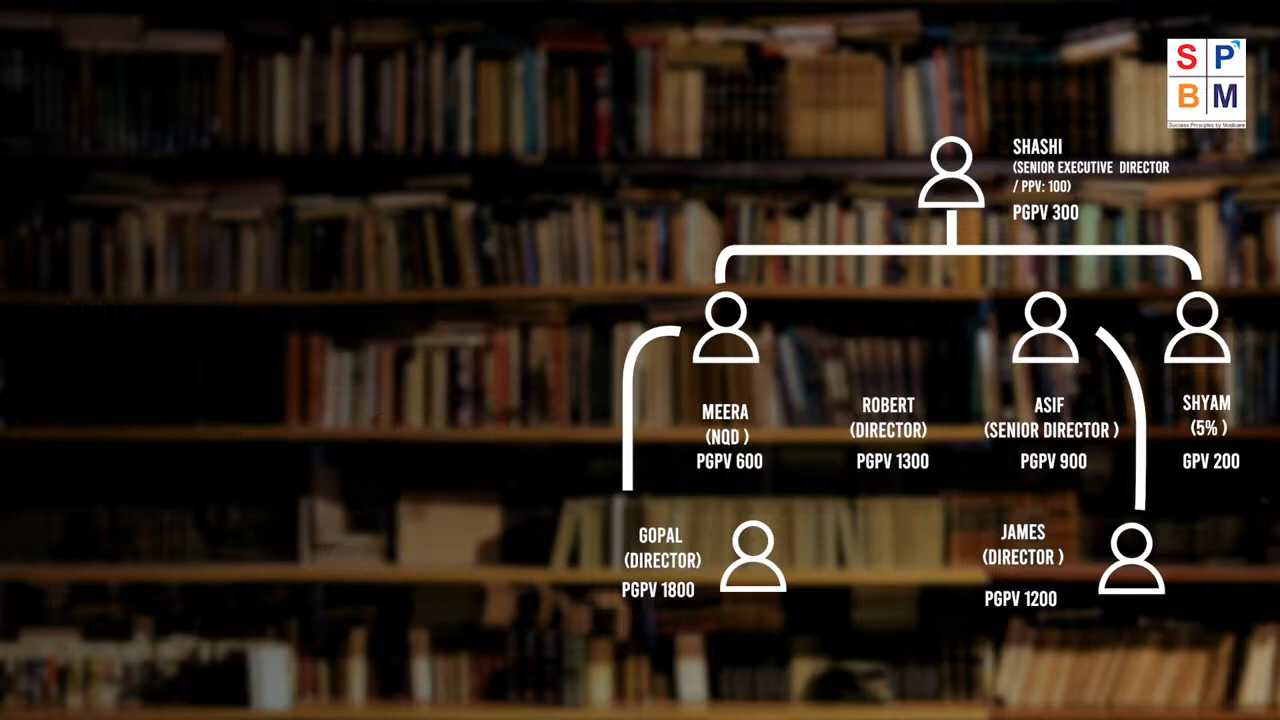 S P
B M
Success Principles by Modicare
SHASHI
(SENIOR EXECUTIVE DIRECTOR
/ PPV: 100)
PGPV 300
MEERA
(NQD )
PGPV 600
ROBERT
(DIRECTOR)
PGPV 1300
ASIF
(SENIOR DIRECTOR )
PGPV 900
SHYAM
(5% )
GPV 200
GOPAL
(DIRECTOR)
PGPV 1800
JAMES
(DIRECTOR )
PGPV 1200